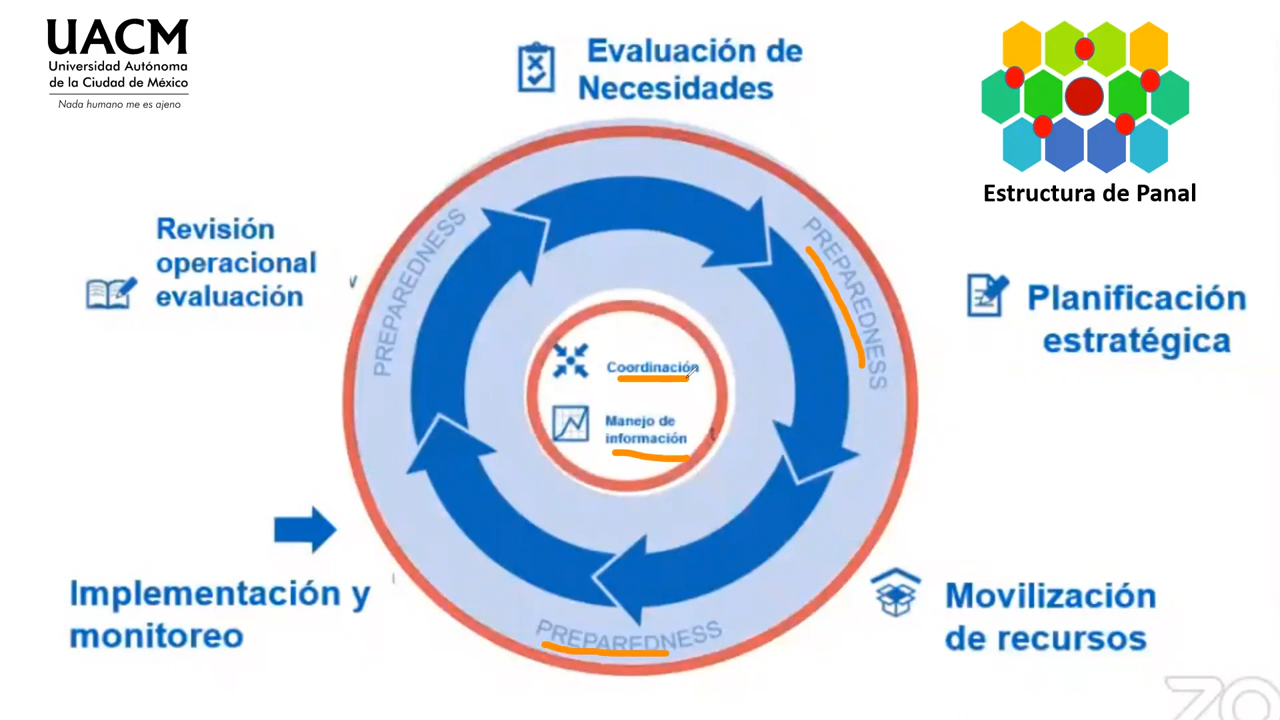 UACM
Universidad Autónoma
de la Ciudad de México
Nada humano me es ajeno
Evaluación de
Necesidades
Estructura de Panal
Revisión
operacional
evaluación
PREPAREDNESS
PREPAREDNESS
Planificación
estratégica
Coordinación
Manejo de
información
Implementación y
monitoreo
PREPAREDNESS
Movilización
de recursos